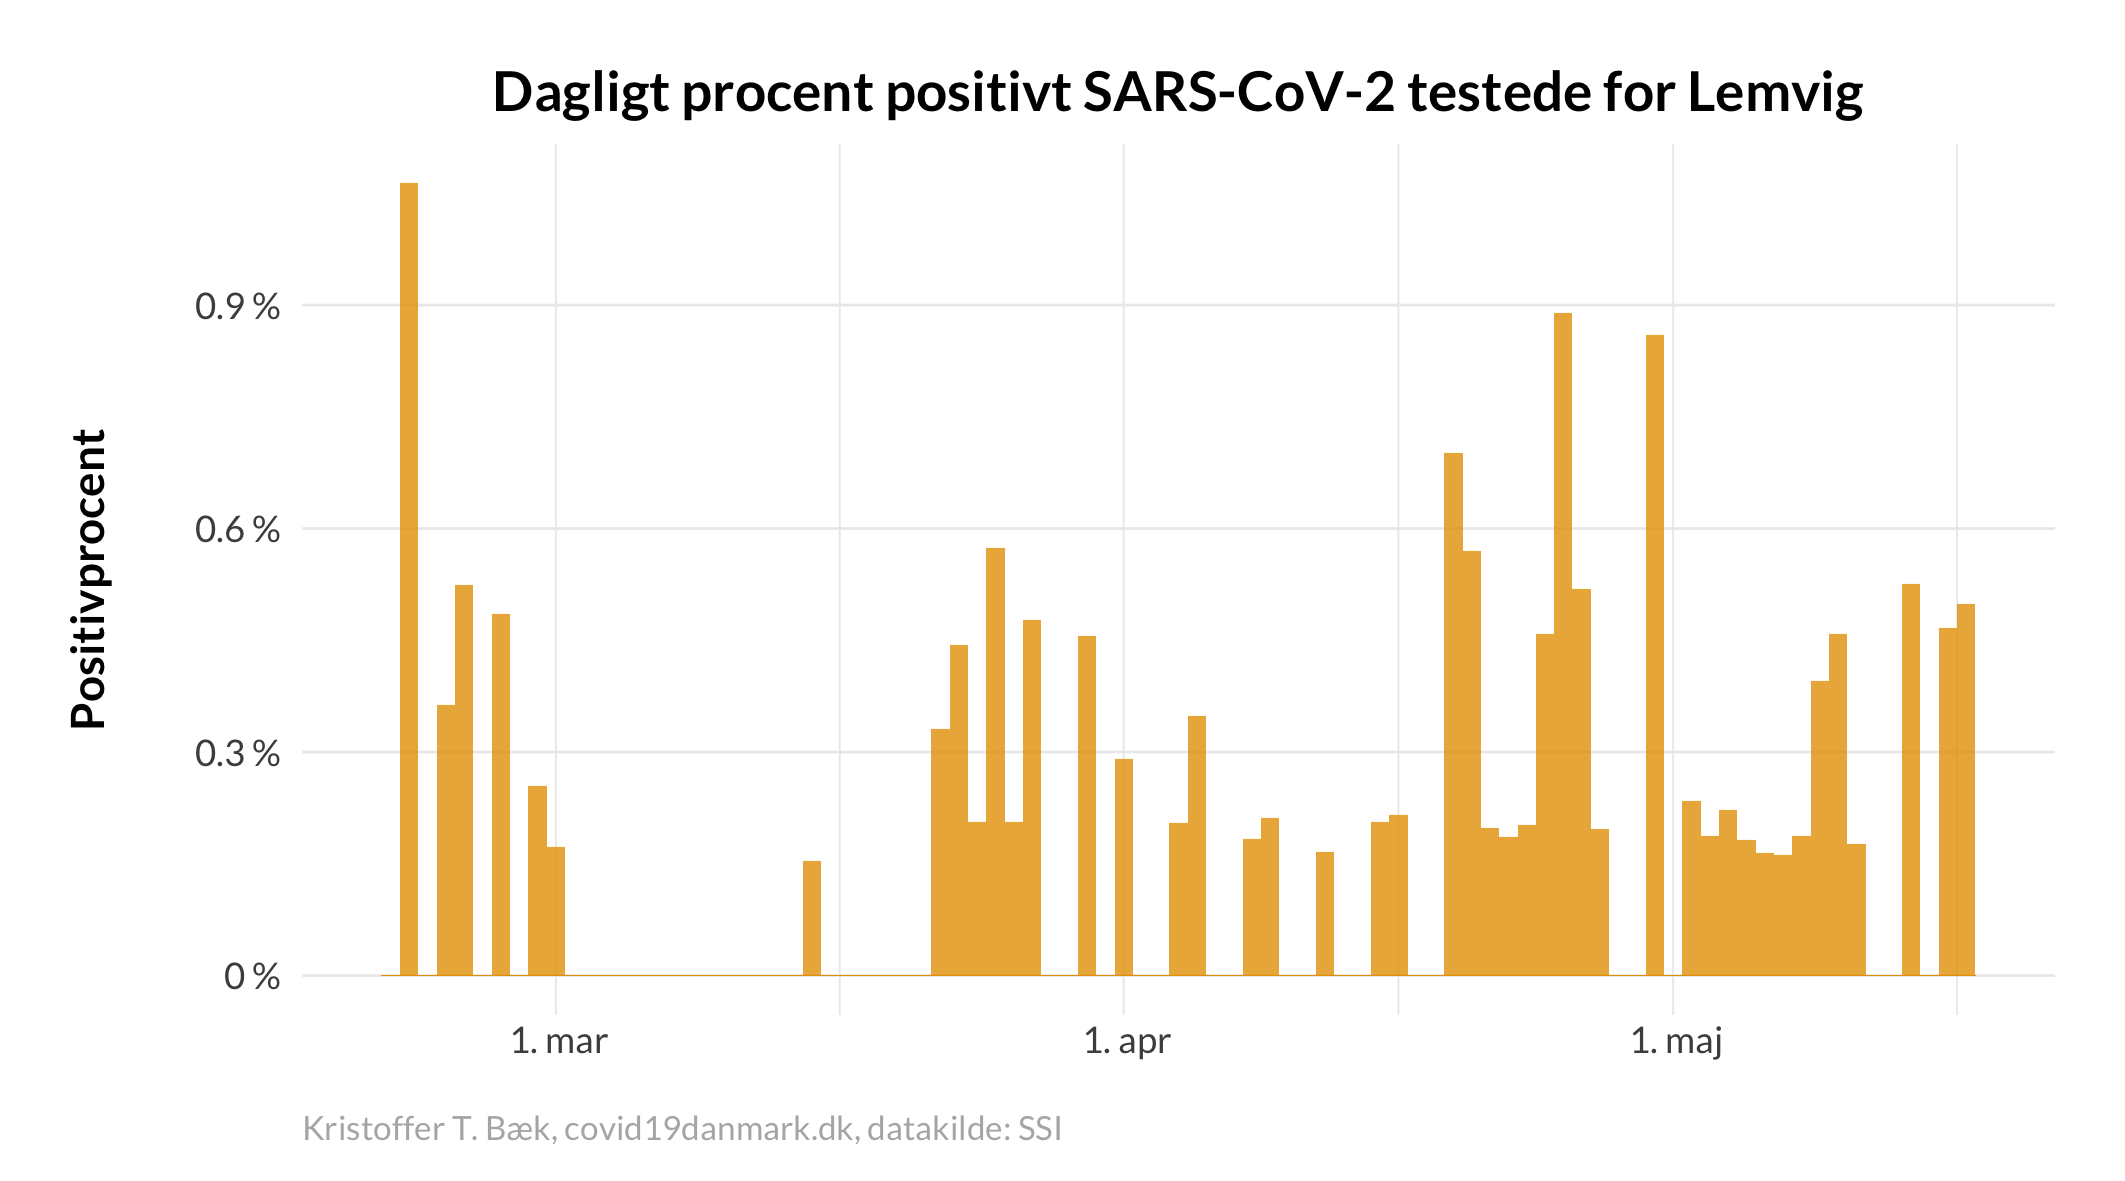 Dagligt procent positivt SARS-CoV-2 testede for Lemvig
Positivprocent
0.9 %
0.6 %
0.3 %
0 %
1. mar
1. apr
1. maj
Kristoffer T. Bæk, covid19danmark.dk, datakilde: SSI